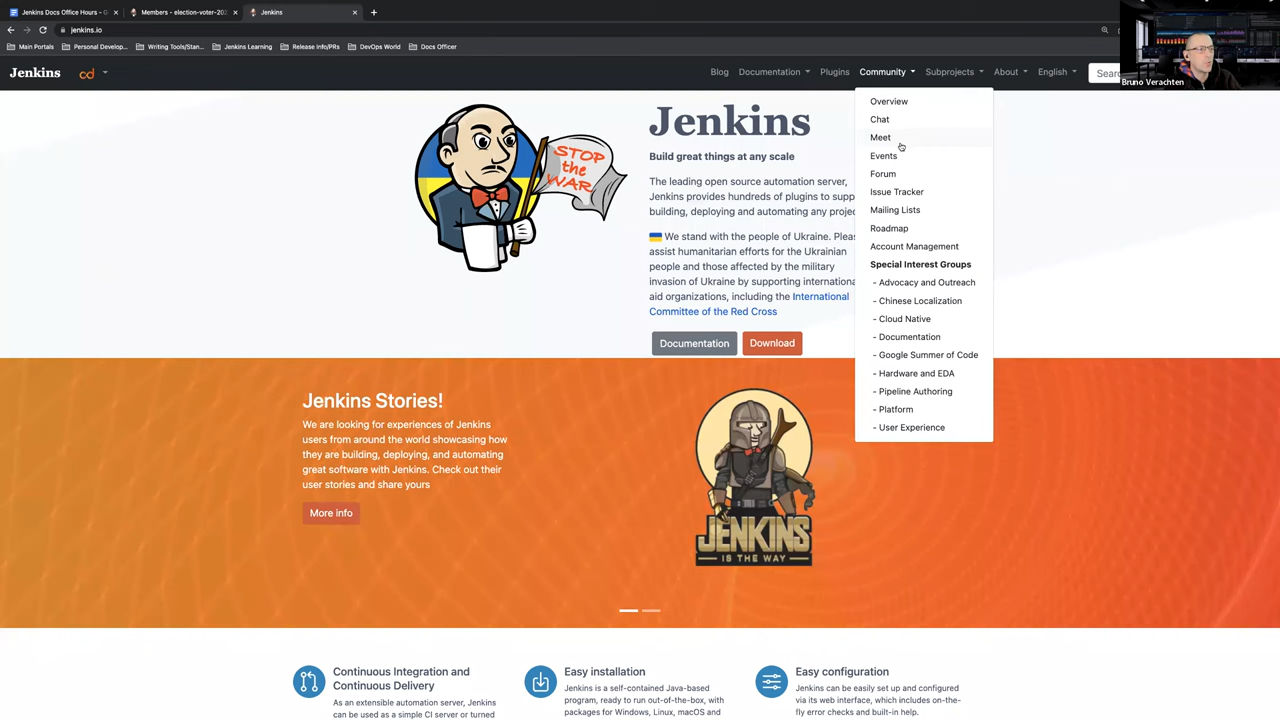 Jenkins Docs Office Hours - G
Members - election-voter-202
Jenkins
jenkins.io
Main Portals
Personal Develop...
Writing Tools/Stan...
Jenkins Learning
Release Info/PRs
DevOps World
Docs Officer
Jenkins
cd
Blog
Documentation
Plugins
Community
Subprojects
About
English
Sear
Bruno Verachten
Overview
Chat
Meet
Events
Forum
Issue Tracker
Mailing Lists
Roadmap
Account Management
Special Interest Groups
- Advocacy and Outreach
- Chinese Localization
- Cloud Native
- Documentation
- Google Summer of Code
- Hardware and EDA
- Pipeline Authoring
- Platform
- User Experience
STOP
the
WAR
Jenkins
Build great things at any scale
The leading open source automation server,
Jenkins provides hundreds of plugins to supp
building, deploying and automating any projec
We stand with the people of Ukraine. Pleas
assist humanitarian efforts for the Ukrainian
people and those affected by the military
invasion of Ukraine by supporting internationa
aid organizations, including the International
Committee of the Red Cross
Documentation
Download
Jenkins Stories!
We are looking for experiences of Jenkins
users from around the world showcasing how
they are building, deploying, and automating
great software with Jenkins. Check out their
user stories and share yours
More info
JENKINS
IS THE WAY
Continuous Integration and
Continuous Delivery
As an extensible automation server, Jenkins
can be used as a simple CI server or turned
Easy installation
Jenkins is a self-contained Java-based
program, ready to run out-of-the-box, with
packages for Windows, Linux, macOS and
Easy configuration
Jenkins can be easily set up and configured
via its web interface, which includes on-the-
fly error checks and built-in help.